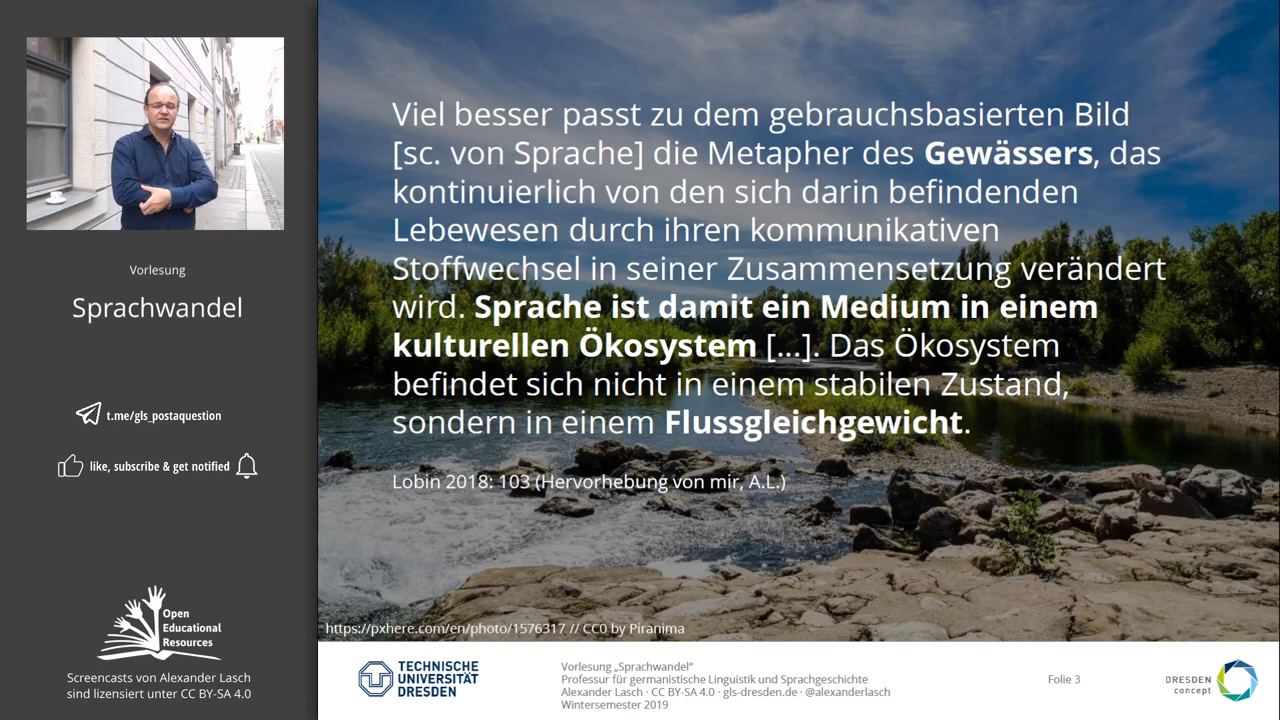 Vorlesung
Sprachwandel
t.me/gls_postaquestion
like, subscribe & get notified
Open
Educational
Resources
Screencasts von Alexander Lasch
sind lizensiert unter CC BY-SA 4.0
Viel besser passt zu dem gebrauchsbasierten Bild
[sc. von Sprache] die Metapher des Gewässers, das
kontinuierlich von den sich darin befindenden
Lebewesen durch ihren kommunikativen
Stoffwechsel in seiner Zusammensetzung verändert
wird. Sprache ist damit ein Medium in einem
kulturellen Ökosystem [...]. Das Ökosystem
befindet sich nicht in einem stabilen Zustand,
sondern in einem Flussgleichgewicht.
Lobin 2018: 103 (Hervorhebung von mir, A.L.)
https://pxhere.com/en/photo/1576317 // CC0 by Piranima
TECHNISCHE
UNIVERSITÄT
DRESDEN
Vorlesung „Sprachwandel“
Professur für germanistische Linguistik und Sprachgeschichte
Alexander Lasch · CC BY-SA 4.0 · gls-dresden.de · @alexanderlasch
Wintersemester 2019
Folie 3
DRESDEN
concept